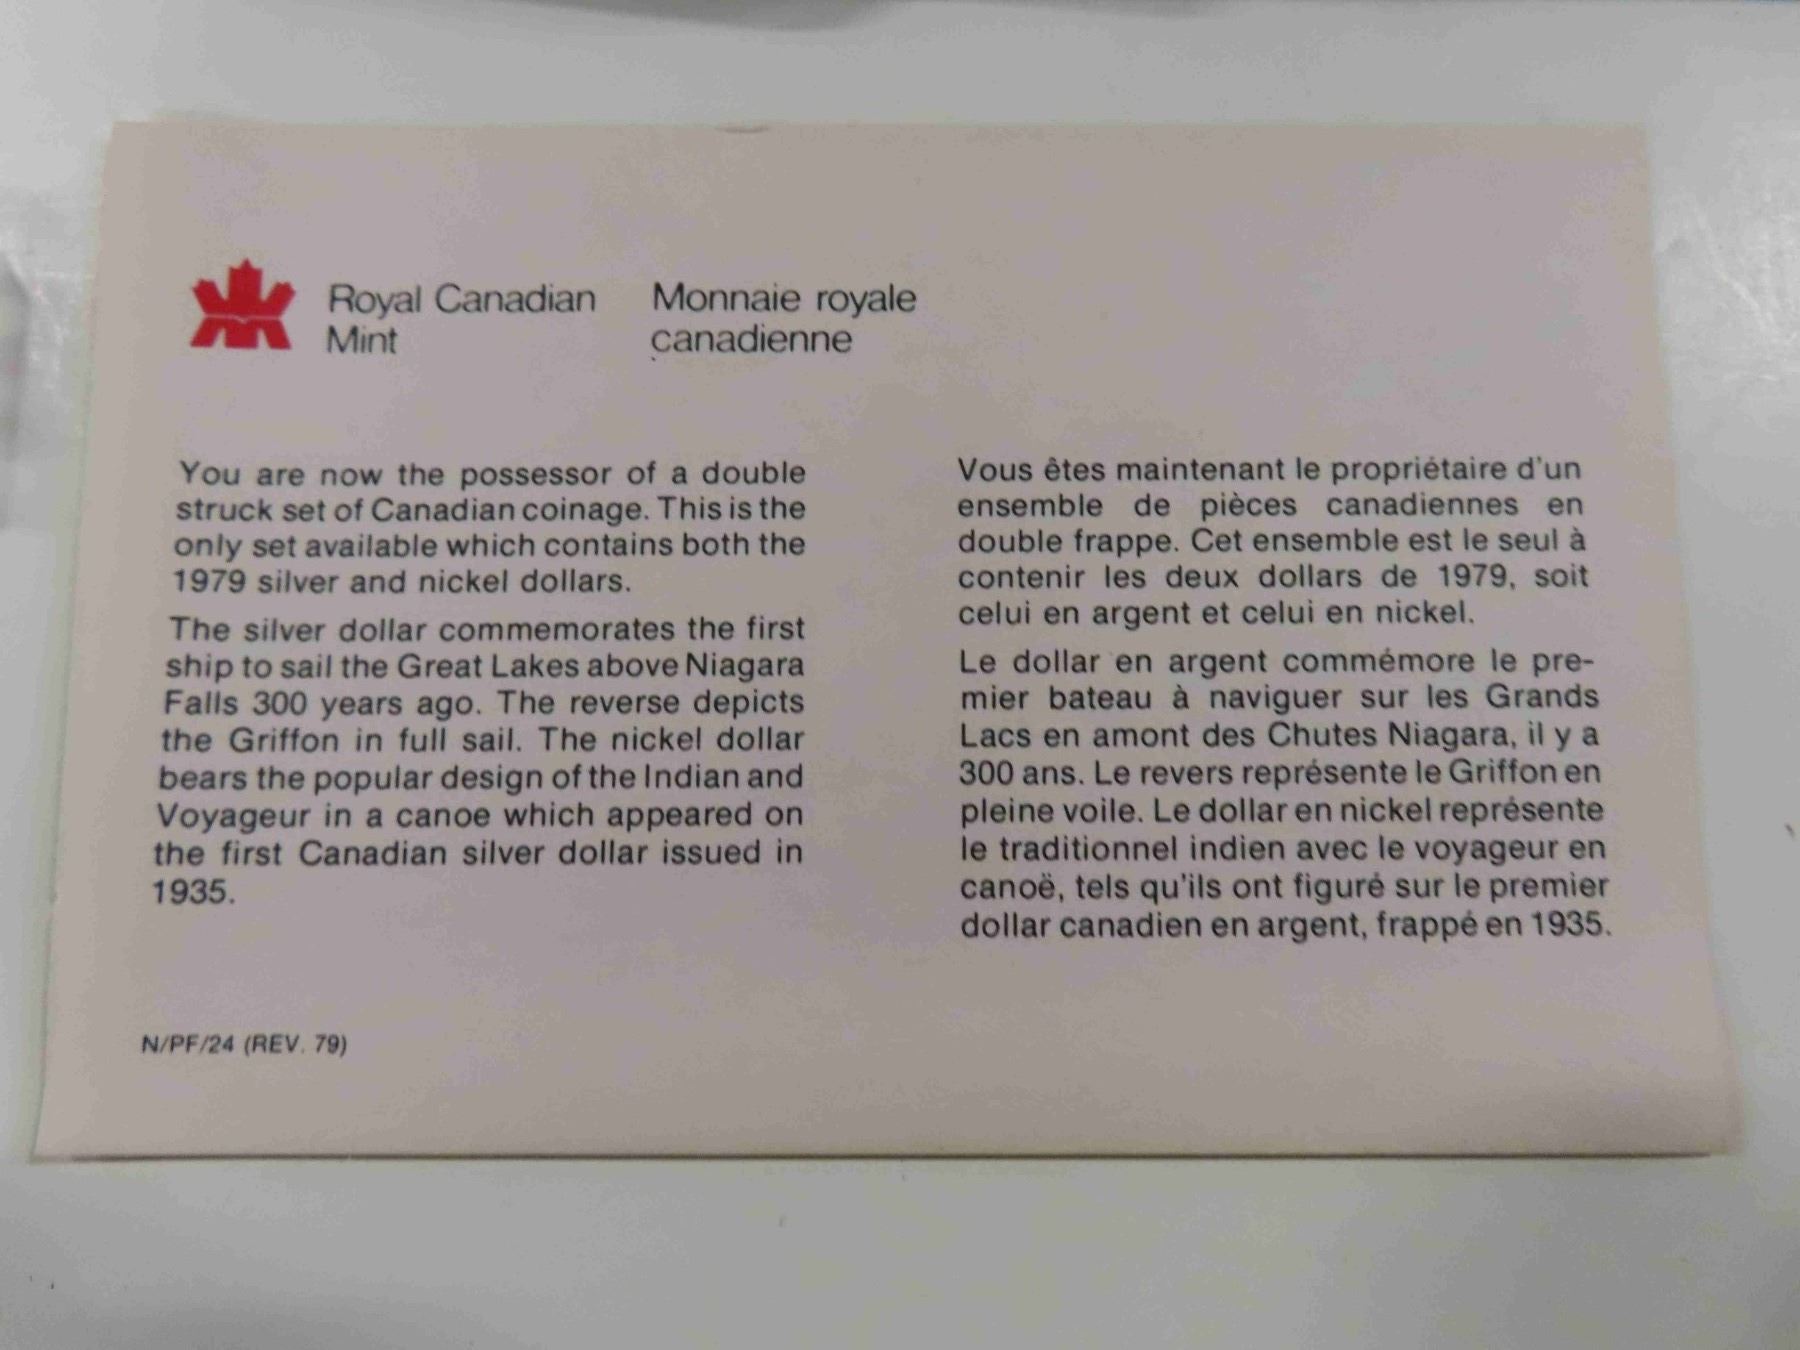 Royal Canadian
Mint
Monnaie royale
canadienne
You are now the possessor of a double
struck set of Canadian coinage. This is the
only set available which contains both the
1979 silver and nickel dollars.
The silver dollar commemorates the first
ship to sail the Great Lakes above Niagara
Falls 300 years ago. The reverse depicts
the Griffon in full sail. The nickel dollar
bears the popular design of the Indian and
Voyageur in a canoe which appeared on
the first Canadian silver dollar issued in
1935.
Vous êtes maintenant le propriétaire d'un
ensemble de pièces canadiennes en
double frappe. Cet ensemble est le seul à
contenir les deux dollars de 1979, soit
celui en argent et celui en nickel.
Le dollar en argent commémore le pre-
mier bateau à naviguer sur les Grands
Lacs en amont des Chutes Niagara, il y a
300 ans. Le revers représente le Griffon en
pleine voile. Le dollar en nickel représente
le traditionnel indien avec le voyageur en
canoë, tels qu'ils ont figuré sur le premier
dollar canadien en argent, frappé en 1935.
N/PF/24 (REV. 79)